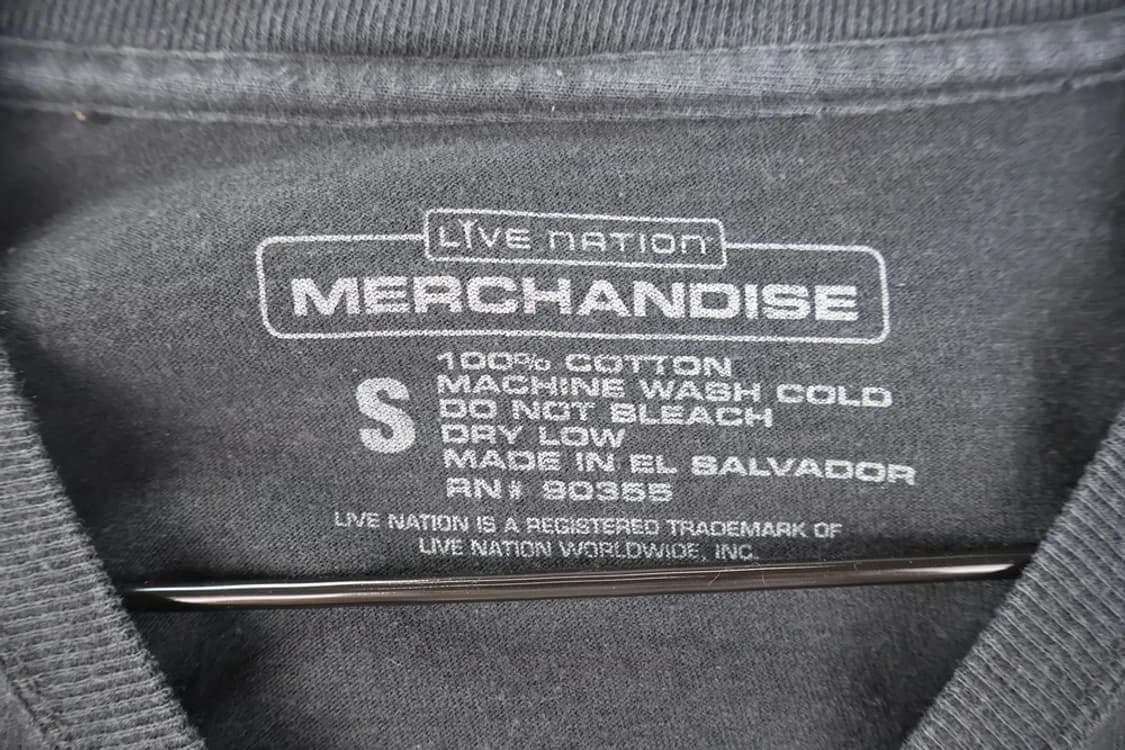 LIVE NATION
MERCHANDISE
S
100% COTTON
MACHINE WASH COLD
DO NOT BLEACH
DRY LOW
MADE IN EL SALVADOR
RN# 90355
LIVE NATION IS A REGISTERED TRADEMARK OF
LIVE NATION WORLDWIDE, INC.